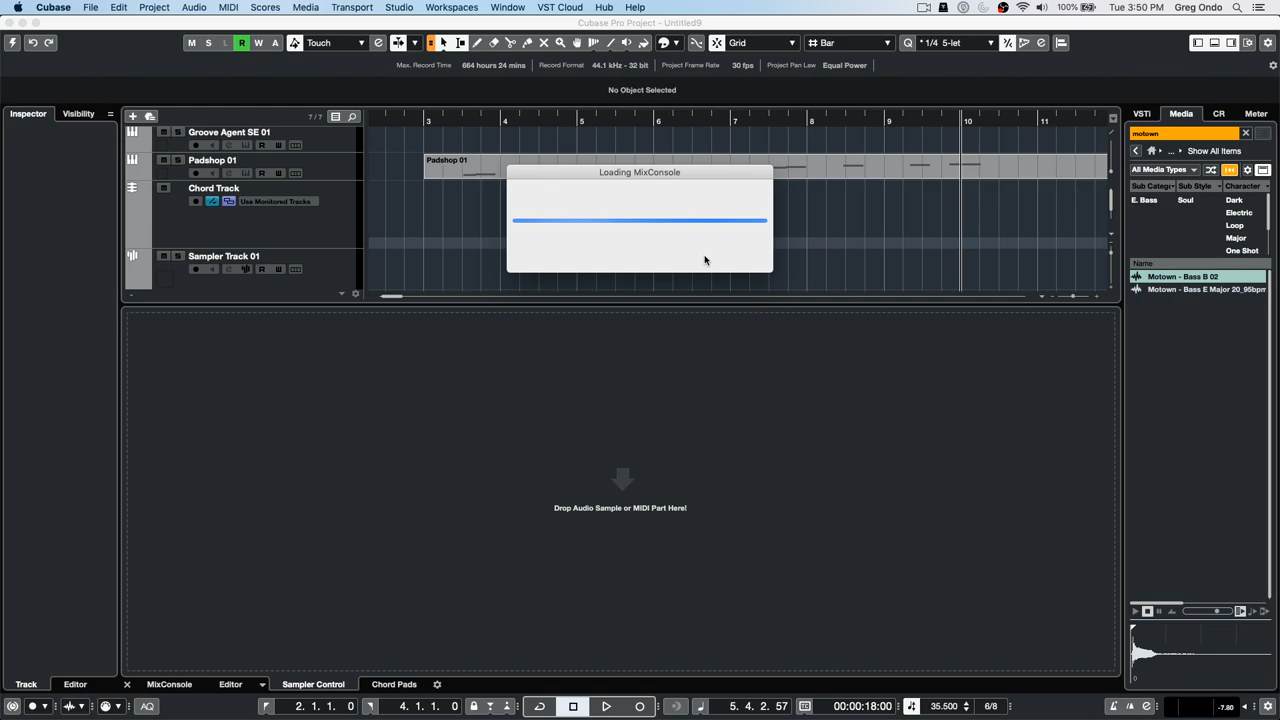 Cubase File Edit Project Audio MIDI Scores Media Transport Studio Workspaces Window VST Cloud Hub Help 100% Tue 3:50 PM Greg Ondo
Cubase Pro Project - Untitled9
M S L R W A Touch Grid Bar Q *1/4 5-let
Max. Record Time 664 hours 24 mins Record Format 44.1 kHz - 32 bit Project Frame Rate 30 fps Project Pan Law Equal Power
No Object Selected
Inspector Visibility 7 / 7 3 4 5 6 7 8 9 10 11 VSTi Media CR Meter
Groove Agent SE 01 motown
R W ... Show All Items
Padshop 01 Padshop 01 Loading MixConsole All Media Types
R W
Chord Track Sub Categ Sub Style Character
Use Monitored Tracks E. Bass Soul Dark
Electric
Loop
Major
One Shot
Sampler Track 01 Name
R W Motown - Bass B 02
Motown - Bass E Major 20_95bpm
Drop Audio Sample or MIDI Part Here!
0
Track Editor MixConsole Editor Sampler Control Chord Pads
AQ 2. 1. 1. 0 4. 1. 1. 0 5. 4. 2. 57 00:00:18:00 35.500 6/8 -7.80